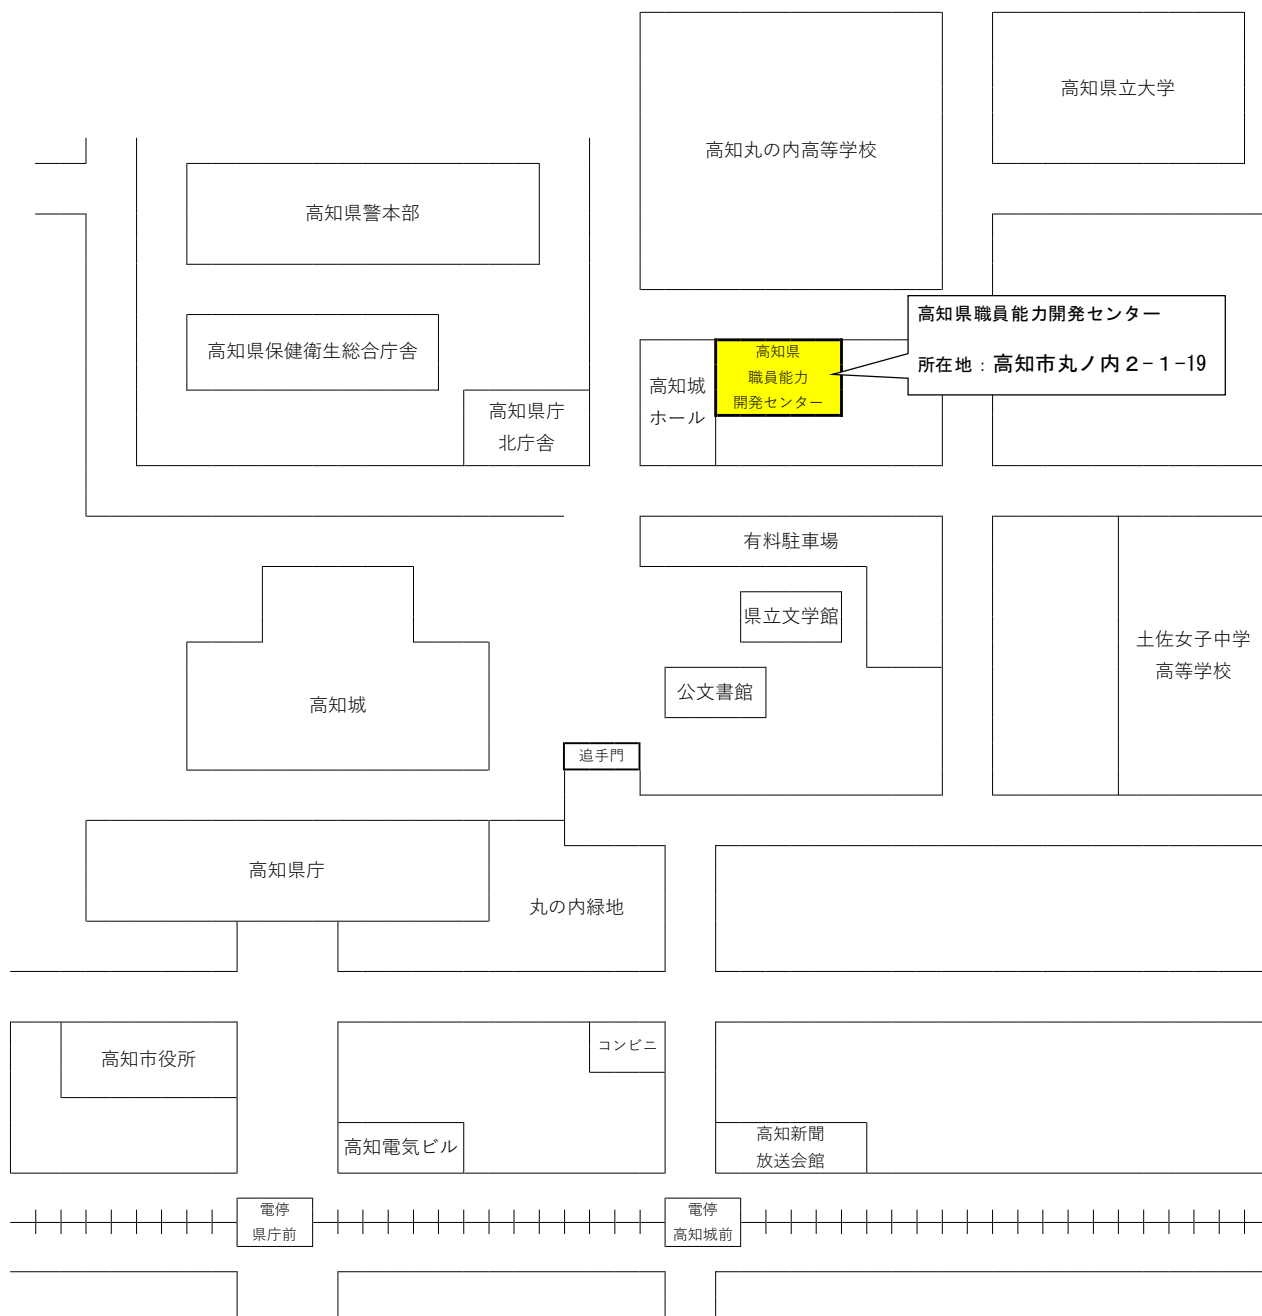 高知県立大学
高知丸の内高等学校
高知県警本部
高知県職員能力開発センター
所在地：高知市丸ノ内２-１-19
高知県保健衛生総合庁舎
高知県
職員能力
開発センター
高知城
ホール
高知県庁
北庁舎
有料駐車場
県立文学館
土佐女子中学
高等学校
公文書館
高知城
追手門
高知県庁
丸の内緑地
コンビニ
高知市役所
高知電気ビル
高知新聞
放送会館
電停
県庁前
電停
高知城前